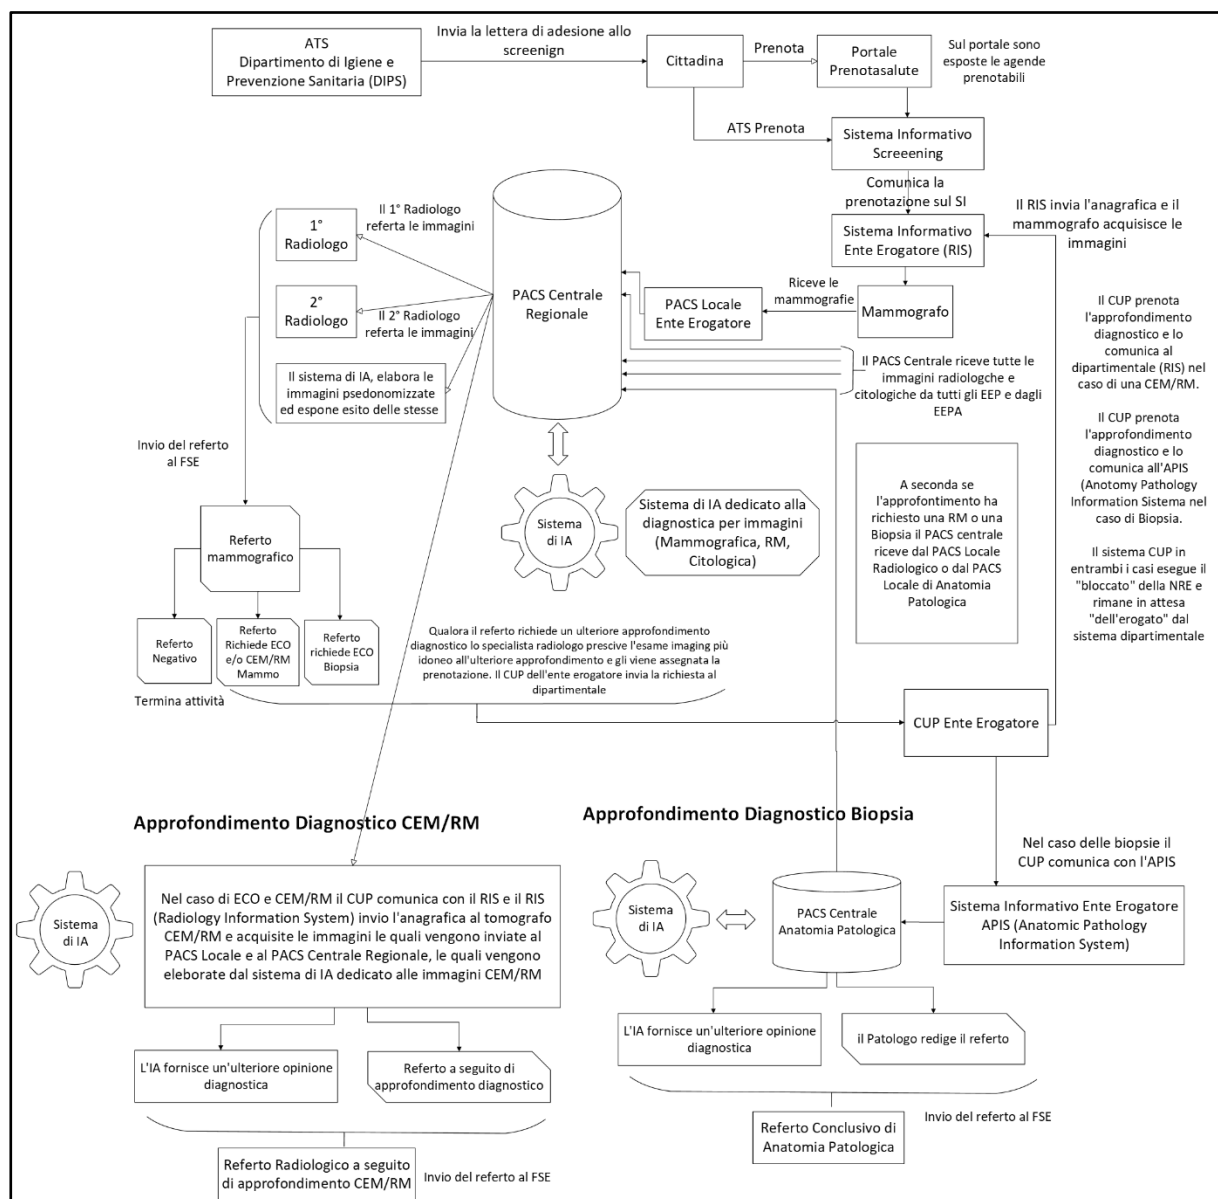 ATS
Dipartimento di Igiene e
Prevenzione Sanitaria (DIPS)
Invia la lettera di adesione allo
screenign
Cittadina
Prenota
Portale
Prenotasalute
Sul portale sono
esposte le agende
prenotabili
ATS Prenota
Sistema Informativo
Screeening
Comunica la
prenotazione sul SI
Il RIS invia l'anagrafica e il
mammografo acquisisce le
immagini
Sistema Informativo
Ente Erogatore (RIS)
Il 1° Radiologo
referta le immagini
1°
Radiologo
2°
Radiologo
Il 2° Radiologo
referta le immagini
PACS Centrale
Regionale
PACS Locale
Ente Erogatore
Riceve le
mammografie
Mammografo
Il sistema di IA, elabora le
immagini psedonomizzate
ed espone esito delle stesse
Il PACS Centrale riceve tutte le
immagini radiologche e
citologiche da tutti gli EEP e dagli
EEPA
Il CUP prenota
l'approfondimento
diagnostico e lo
comunica al
dipartimentale (RIS) nel
caso di una CEM/RM.
Il CUP prenota
l'approfondimento
diagnostico e lo
comunica all'APIS
(Anotomy Pathology
Information Sistema nel
caso di Biopsia.
Il sistema CUP in
entrambi i casi esegue il
"bloccato" della NRE e
rimane in attesa
"dell'erogato" dal
sistema dipartimentale
Invio del referto
al FSE
Referto
mammografico
Sistema
di IA
Sistema di IA dedicato alla
diagnostica per immagini
(Mammografica, RM,
Citologica)
A seconda se
l'approfontimento ha
richiesto una RM o una
Biopsia il PACS centrale
riceve dal PACS Locale
Radiologico o dal PACS
Locale di Anatomia
Patologica
Referto
Negativo
Referto
Richiede ECO
e/o CEM/RM
Mammo
Referto
richiede ECO
Biopsia
Termina attività
Qualora il referto richiede un ulteriore approfondimento
diagnostico lo specialista radiologo prescive l'esame imaging più
idoneo all'ulteriore approfondimento e gli viene assegnata la
prenotazione. Il CUP dell'ente erogatore invia la richiesta al
dipartimentale
CUP Ente Erogatore
Approfondimento Diagnostico CEM/RM
Approfondimento Diagnostico Biopsia
Nel caso delle biopsie il
CUP comunica con l'APIS
Sistema
di IA
Nel caso di ECO e CEM/RM il CUP comunica con il RIS e il RIS
(Radiology Information System) invio l'anagrafica al tomografo
CEM/RM e acquisite le immagini le quali vengono inviate al
PACS Locale e al PACS Centrale Regionale, le quali vengono
eleborate dal sistema di IA dedicato alle immagini CEM/RM
Sistema
di IA
PACS Centrale
Anatomia Patologica
Sistema Informativo Ente Erogatore
APIS (Anatomic Pathology
Information System)
L'IA fornisce un'ulteriore opinione
diagnostica
Referto a seguito di
approfondimento diagnostico
L'IA fornisce un'ulteriore opinione
diagnostica
il Patologo redige il referto
Referto Radiologico a seguito
di approfondimento CEM/RM
Invio del referto al FSE
Referto Conclusivo di
Anatomia Patologica
Invio del referto al FSE